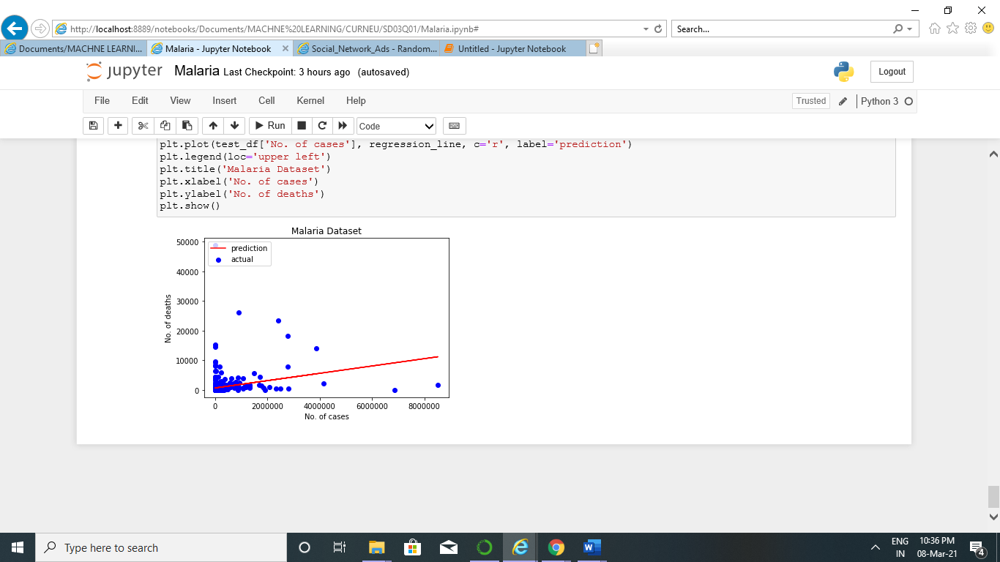 http://localhost:8889/notebooks/Documents/MACHNE%20LEARNING/CURNEU/SD03Q01/Malaria.ipynb#
Search...
Documents/MACHNE LEARNI...
Malaria - Jupyter Notebook
Social_Network_Ads - Random...
Untitled - Jupyter Notebook
jupyter
Malaria Last Checkpoint: 3 hours ago (autosaved)
Logout
File Edit View Insert Cell Kernel Help
Trusted
Python 3
Run
Code
plt.plot(test_df['No. of cases'], regression_line, c='r', label='prediction')
plt.legend(loc='upper left')
plt.title('Malaria Dataset')
plt.xlabel('No. of cases')
plt.ylabel('No. of deaths')
plt.show()
Malaria Dataset
prediction
actual
50000
40000
30000
20000
10000
0
No. of deaths
0 2000000 4000000 6000000 8000000
No. of cases
Type here to search
W
ENG
IN
10:36 PM
08-Mar-21
4